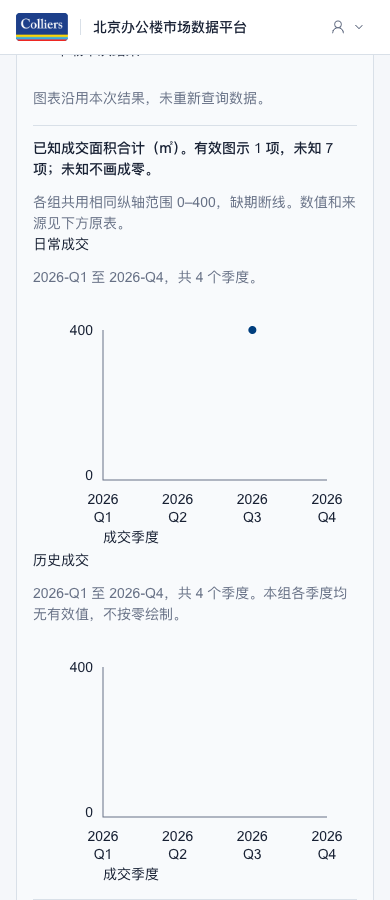 Colliers
北京办公楼市场数据平台
图表沿用本次结果，未重新查询数据。
已知成交面积合计（㎡）。有效图示 1 项，未知 7
项；未知不画成零。
各组共用相同纵轴范围 0–400，缺期断线。数值和来
源见下方原表。
日常成交
2026-Q1 至 2026-Q4，共 4 个季度。
400
0
2026 2026 2026 2026
Q1 Q2 Q3 Q4
成交季度
历史成交
2026-Q1 至 2026-Q4，共 4 个季度。本组各季度均
无有效值，不按零绘制。
400
0
2026 2026 2026 2026
Q1 Q2 Q3 Q4
成交季度